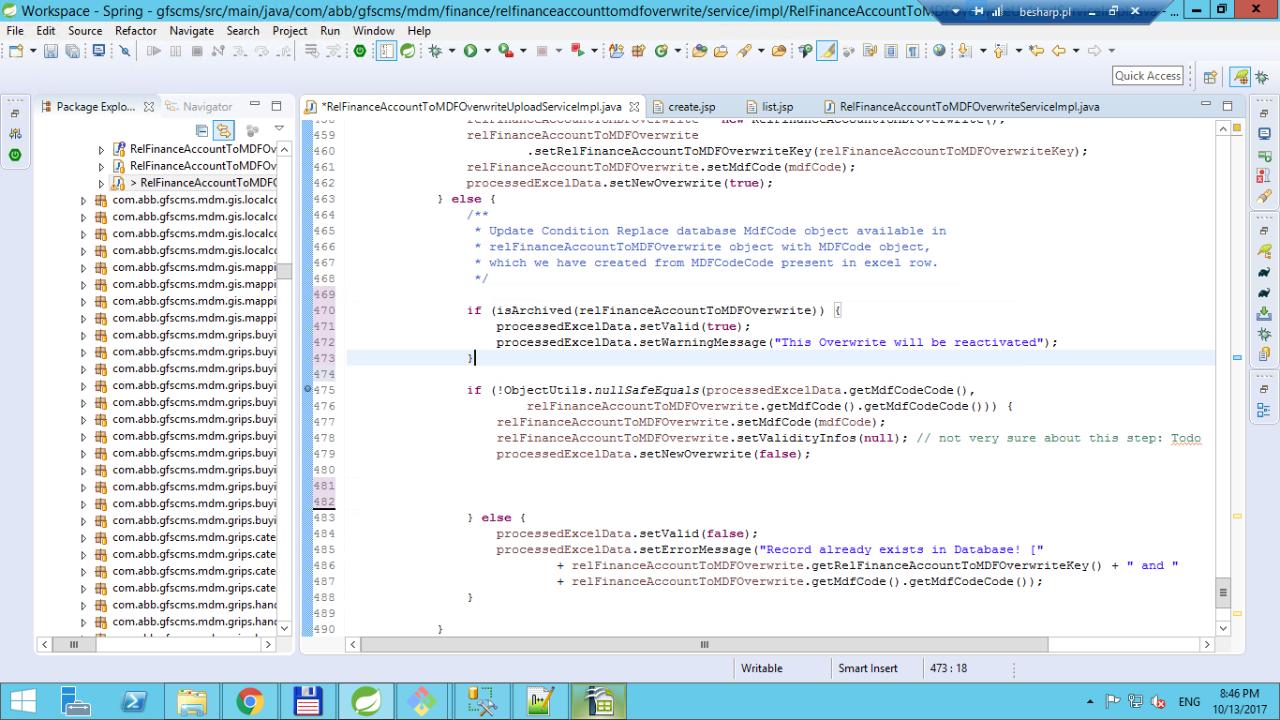 Workspace - Spring - gfscms/src/main/java/com/abb/gfscms/mdm/finance/relfinanceaccounttomdfoverwrite/service/impl/RelFinanceAccountToMDFOverwriteUploadServiceImpl.java - ...
besharp.pl
File Edit Source Refactor Navigate Search Project Run Window Help
Quick Access
Package Explo...
Navigator
*RelFinanceAccountToMDFOverwriteUploadServiceImpl.java
create.jsp
list.jsp
RelFinanceAccountToMDFOverwriteServiceImpl.java
RelFinanceAccountToMDFOv
RelFinanceAccountToMDFOv
> RelFinanceAccountToMDFO
com.abb.gfscms.mdm.gis.localco
com.abb.gfscms.mdm.gis.localco
com.abb.gfscms.mdm.gis.localco
com.abb.gfscms.mdm.gis.localco
com.abb.gfscms.mdm.gis.mappi
com.abb.gfscms.mdm.gis.mappi
com.abb.gfscms.mdm.gis.mappi
com.abb.gfscms.mdm.gis.mappi
com.abb.gfscms.mdm.grips.buyi
com.abb.gfscms.mdm.grips.buyi
com.abb.gfscms.mdm.grips.buyi
com.abb.gfscms.mdm.grips.buyi
com.abb.gfscms.mdm.grips.buyi
com.abb.gfscms.mdm.grips.buyi
com.abb.gfscms.mdm.grips.buyi
com.abb.gfscms.mdm.grips.buyi
com.abb.gfscms.mdm.grips.buyi
com.abb.gfscms.mdm.grips.buyi
com.abb.gfscms.mdm.grips.buyi
com.abb.gfscms.mdm.grips.cate
com.abb.gfscms.mdm.grips.cate
com.abb.gfscms.mdm.grips.cate
com.abb.gfscms.mdm.grips.cate
com.abb.gfscms.mdm.grips.hand
com.abb.gfscms.mdm.grips.hand
458 relFinanceAccountToMDFOverwrite = new RelFinanceAccountToMDFOverwrite();
459 relFinanceAccountToMDFOverwrite
460 .setRelFinanceAccountToMDFOverwriteKey(relFinanceAccountToMDFOverwriteKey);
461 relFinanceAccountToMDFOverwrite.setMdfCode(mdfCode);
462 processedExcelData.setNewOverwrite(true);
463 } else {
464 /**
465 * Update Condition Replace database MdfCode object available in
466 * relFinanceAccountToMDFOverwrite object with MDFCode object,
467 * which we have created from MDFCodeCode present in excel row.
468 */
469
470 if (isArchived(relFinanceAccountToMDFOverwrite)) {
471 processedExcelData.setValid(true);
472 processedExcelData.setWarningMessage("This Overwrite will be reactivated");
473 }
474
475 if (!ObjectUtils.nullSafeEquals(processedExcelData.getMdfCodeCode(),
476 relFinanceAccountToMDFOverwrite.getMdfCode().getMdfCodeCode())) {
477 relFinanceAccountToMDFOverwrite.setMdfCode(mdfCode);
478 relFinanceAccountToMDFOverwrite.setValidityInfos(null); // not very sure about this step: Todo
479 processedExcelData.setNewOverwrite(false);
480
481
482
483 } else {
484 processedExcelData.setValid(false);
485 processedExcelData.setErrorMessage("Record already exists in Database! ["
486 + relFinanceAccountToMDFOverwrite.getRelFinanceAccountToMDFOverwriteKey() + " and "
487 + relFinanceAccountToMDFOverwrite.getMdfCode().getMdfCodeCode());
488 }
489
490 }
Writable
Smart Insert
473 : 18
ENG
8:46 PM
10/13/2017